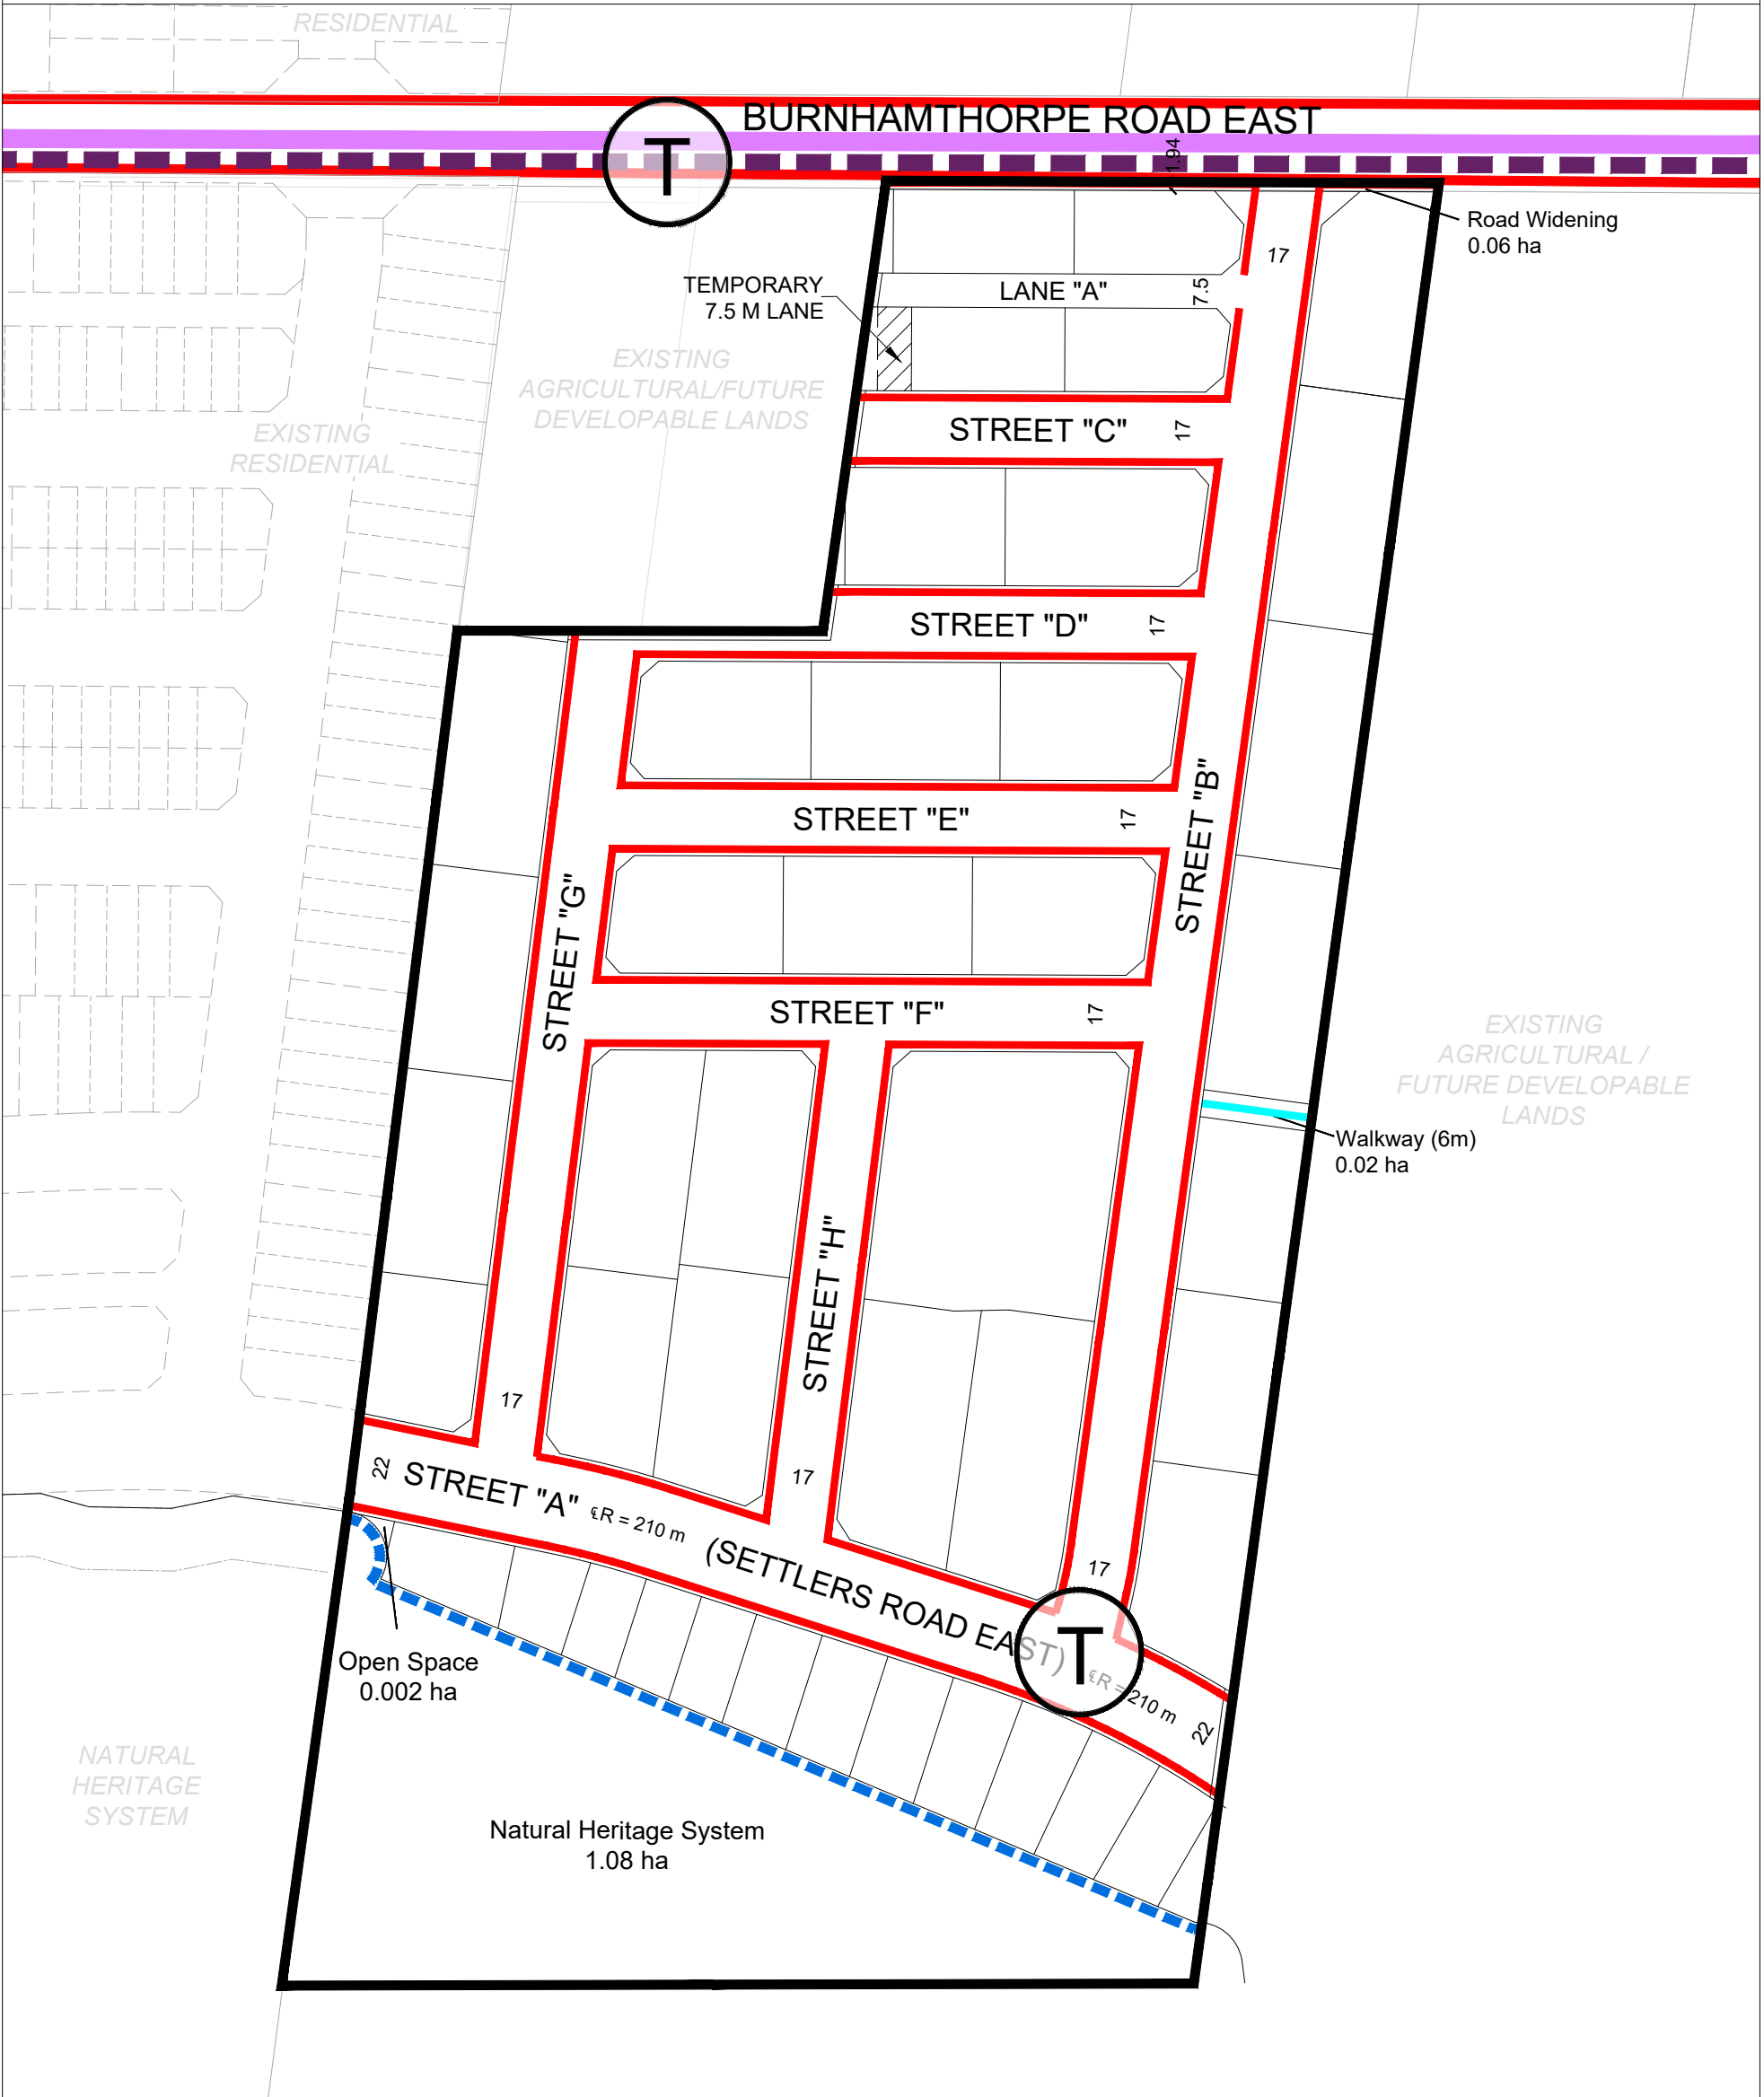 RESIDENTIAL
BURNHAMTHORPE ROAD EAST
T
1.94
Road Widening
0.06 ha
17
TEMPORARY
7.5 M LANE
LANE "A"
7.5
EXISTING
AGRICULTURAL/FUTURE
DEVELOPABLE LANDS
EXISTING
RESIDENTIAL
STREET "C"
17
STREET "D"
17
STREET "E"
17
STREET "B"
STREET "G"
STREET "F"
17
EXISTING
AGRICULTURAL /
FUTURE DEVELOPABLE
LANDS
Walkway (6m)
0.02 ha
STREET "H"
17
22
STREET "A"
℄R = 210 m
17
(SETTLERS ROAD EAST)
17
T
℄R = 210 m
22
Open Space
0.002 ha
NATURAL
HERITAGE
SYSTEM
Natural Heritage System
1.08 ha